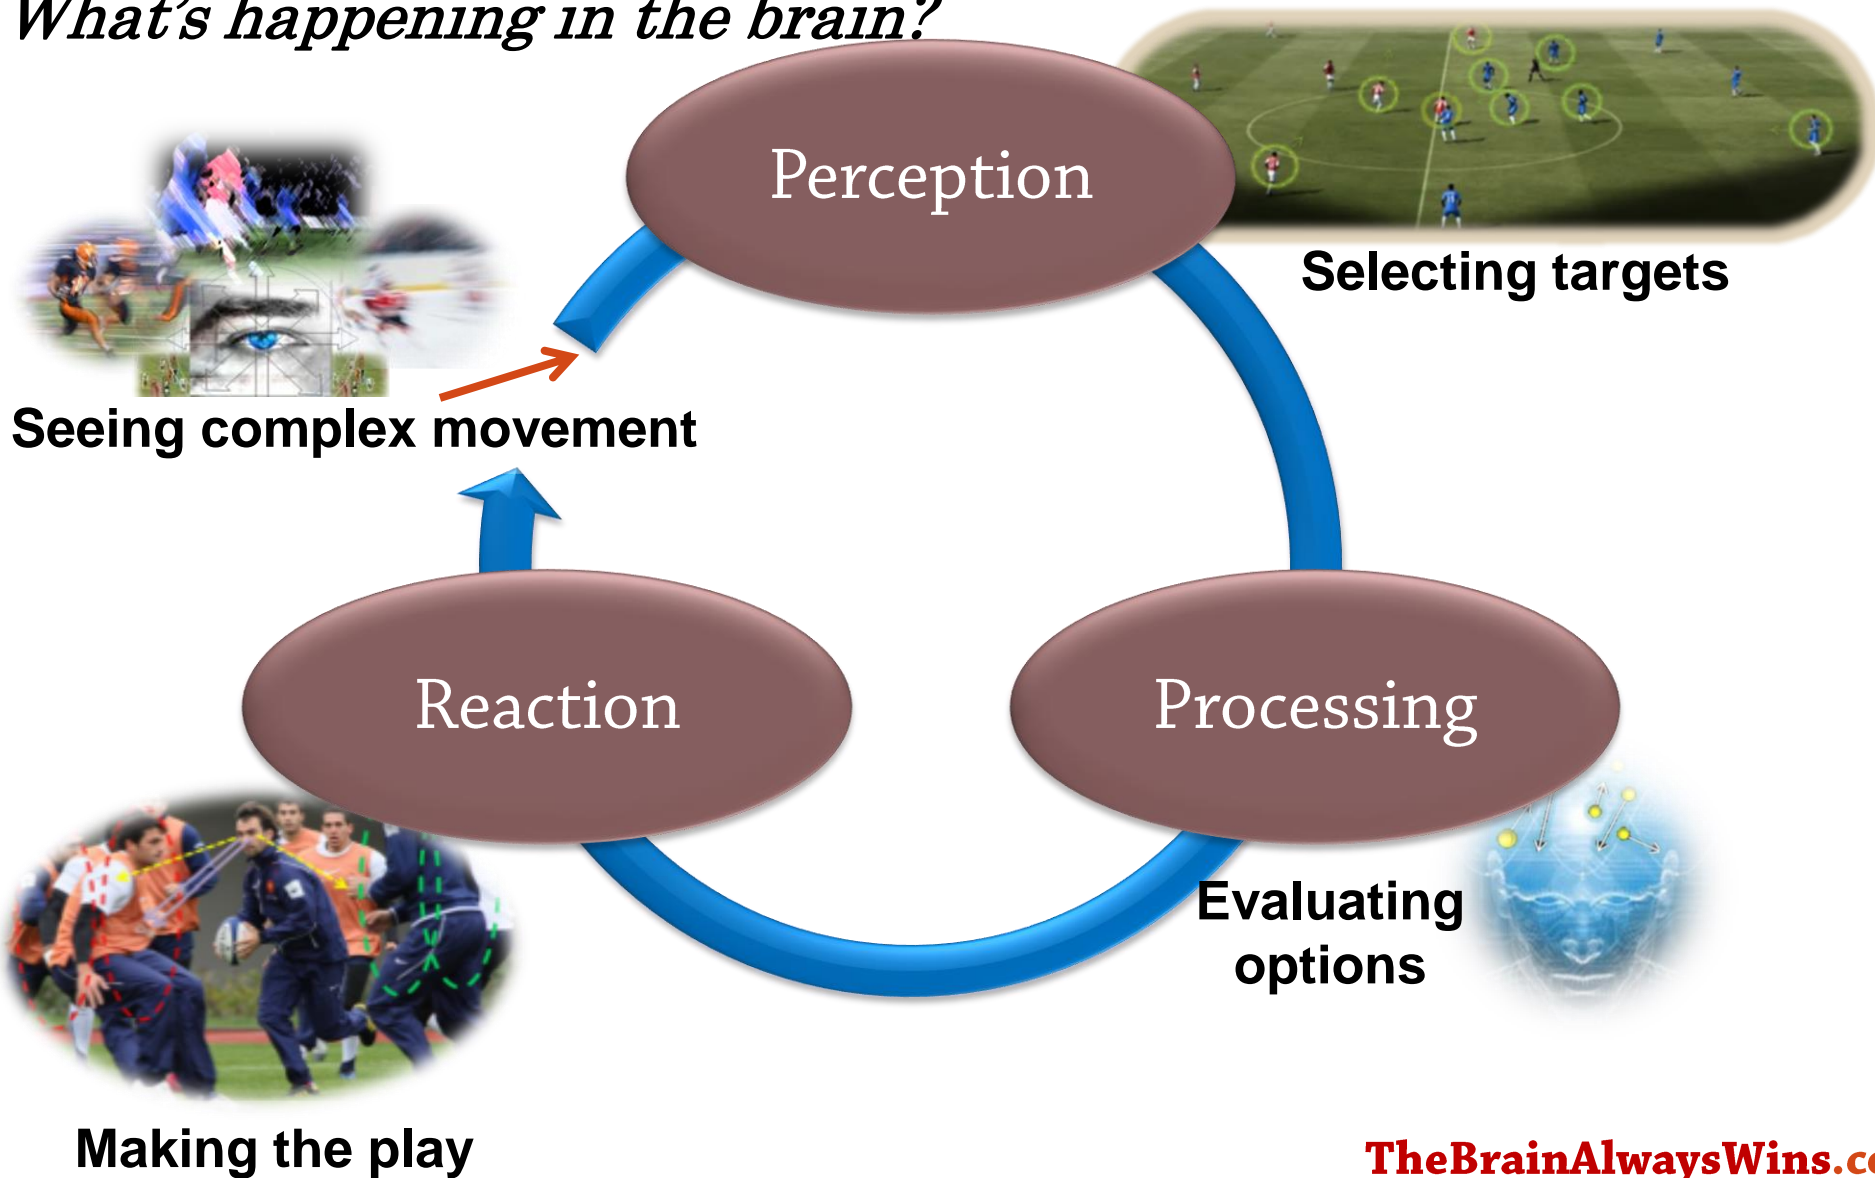 What's happening in the brain?
Perception
Selecting targets
Seeing complex movement
Reaction
Processing
Evaluating
options
Making the play
TheBrainAlwaysWins.co